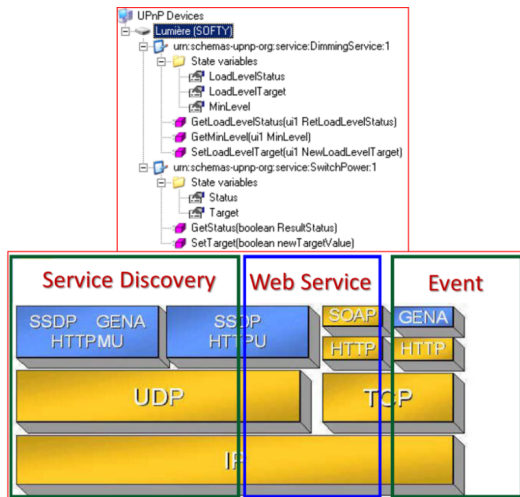 UPnP Devices
Lumière (SOFTY)
urn:schemas-upnp-org:service:DimmingService:1
State variables
LoadLevelStatus
LoadLevelTarget
MinLevel
GetLoadLevelStatus(ui1 RetLoadLevelStatus)
GetMinLevel(ui1 MinLevel)
SetLoadLevelTarget(ui1 NewLoadLevelTarget)
urn:schemas-upnp-org:service:SwitchPower:1
State variables
Status
Target
GetStatus(boolean ResultStatus)
SetTarget(boolean newTargetValue)
Service Discovery Web Service Event
SSDP GENA SSDP SOAP GENA
HTTPMU HTTPU HTTP HTTP
UDP TCP
IP